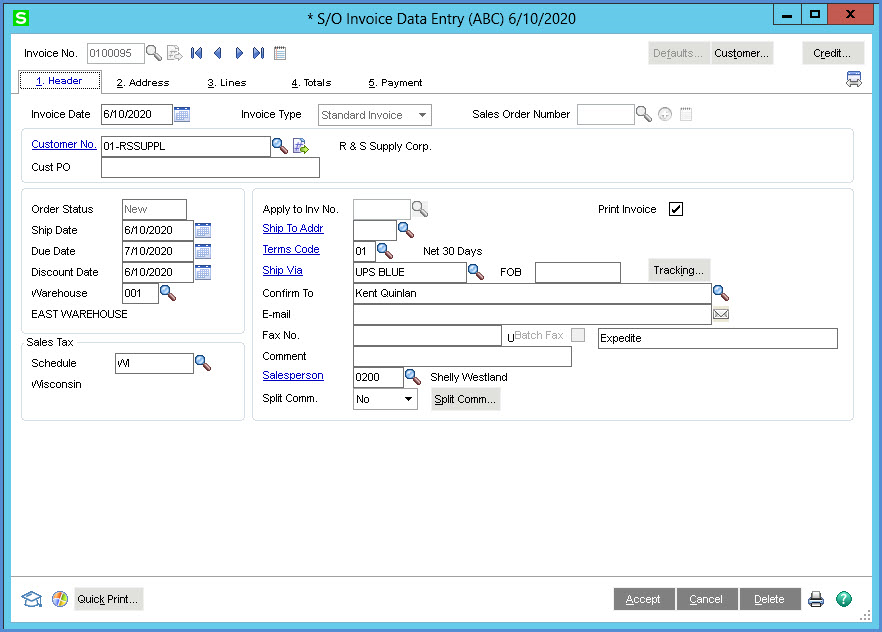 S * S/O Invoice Data Entry (ABC) 6/10/2020
Invoice No. 0100095 Defaults... Customer... Credit...
1. Header 2. Address 3. Lines 4. Totals 5. Payment
Invoice Date 6/10/2020 Invoice Type Standard Invoice Sales Order Number
Customer No. 01-RSSUPPL R & S Supply Corp.
Cust PO
Order Status New Apply to Inv No. Print Invoice
Ship Date 6/10/2020 Ship To Addr
Due Date 7/10/2020 Terms Code 01 Net 30 Days
Discount Date 6/10/2020 Ship Via UPS BLUE FOB Tracking...
Warehouse 001 Confirm To Kent Quinlan
EAST WAREHOUSE E-mail
Fax No. U Batch Fax Expedite
Sales Tax
Schedule WI Comment
Wisconsin Salesperson 0200 Shelly Westland
Split Comm. No Split Comm...
Quick Print... Accept Cancel Delete ?